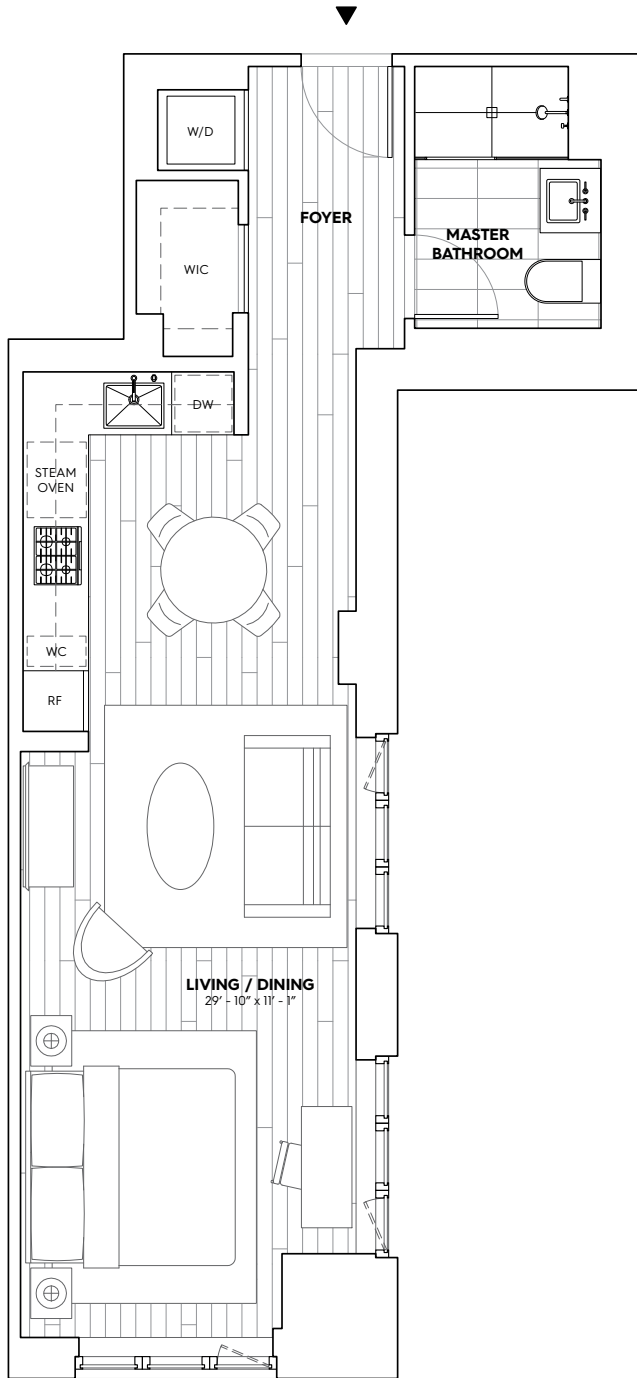 W/D
FOYER
MASTER
BATHROOM
WIC
DW
STEAM
OVEN
WC
RF
LIVING / DINING
29' - 10" x 11' - 1"